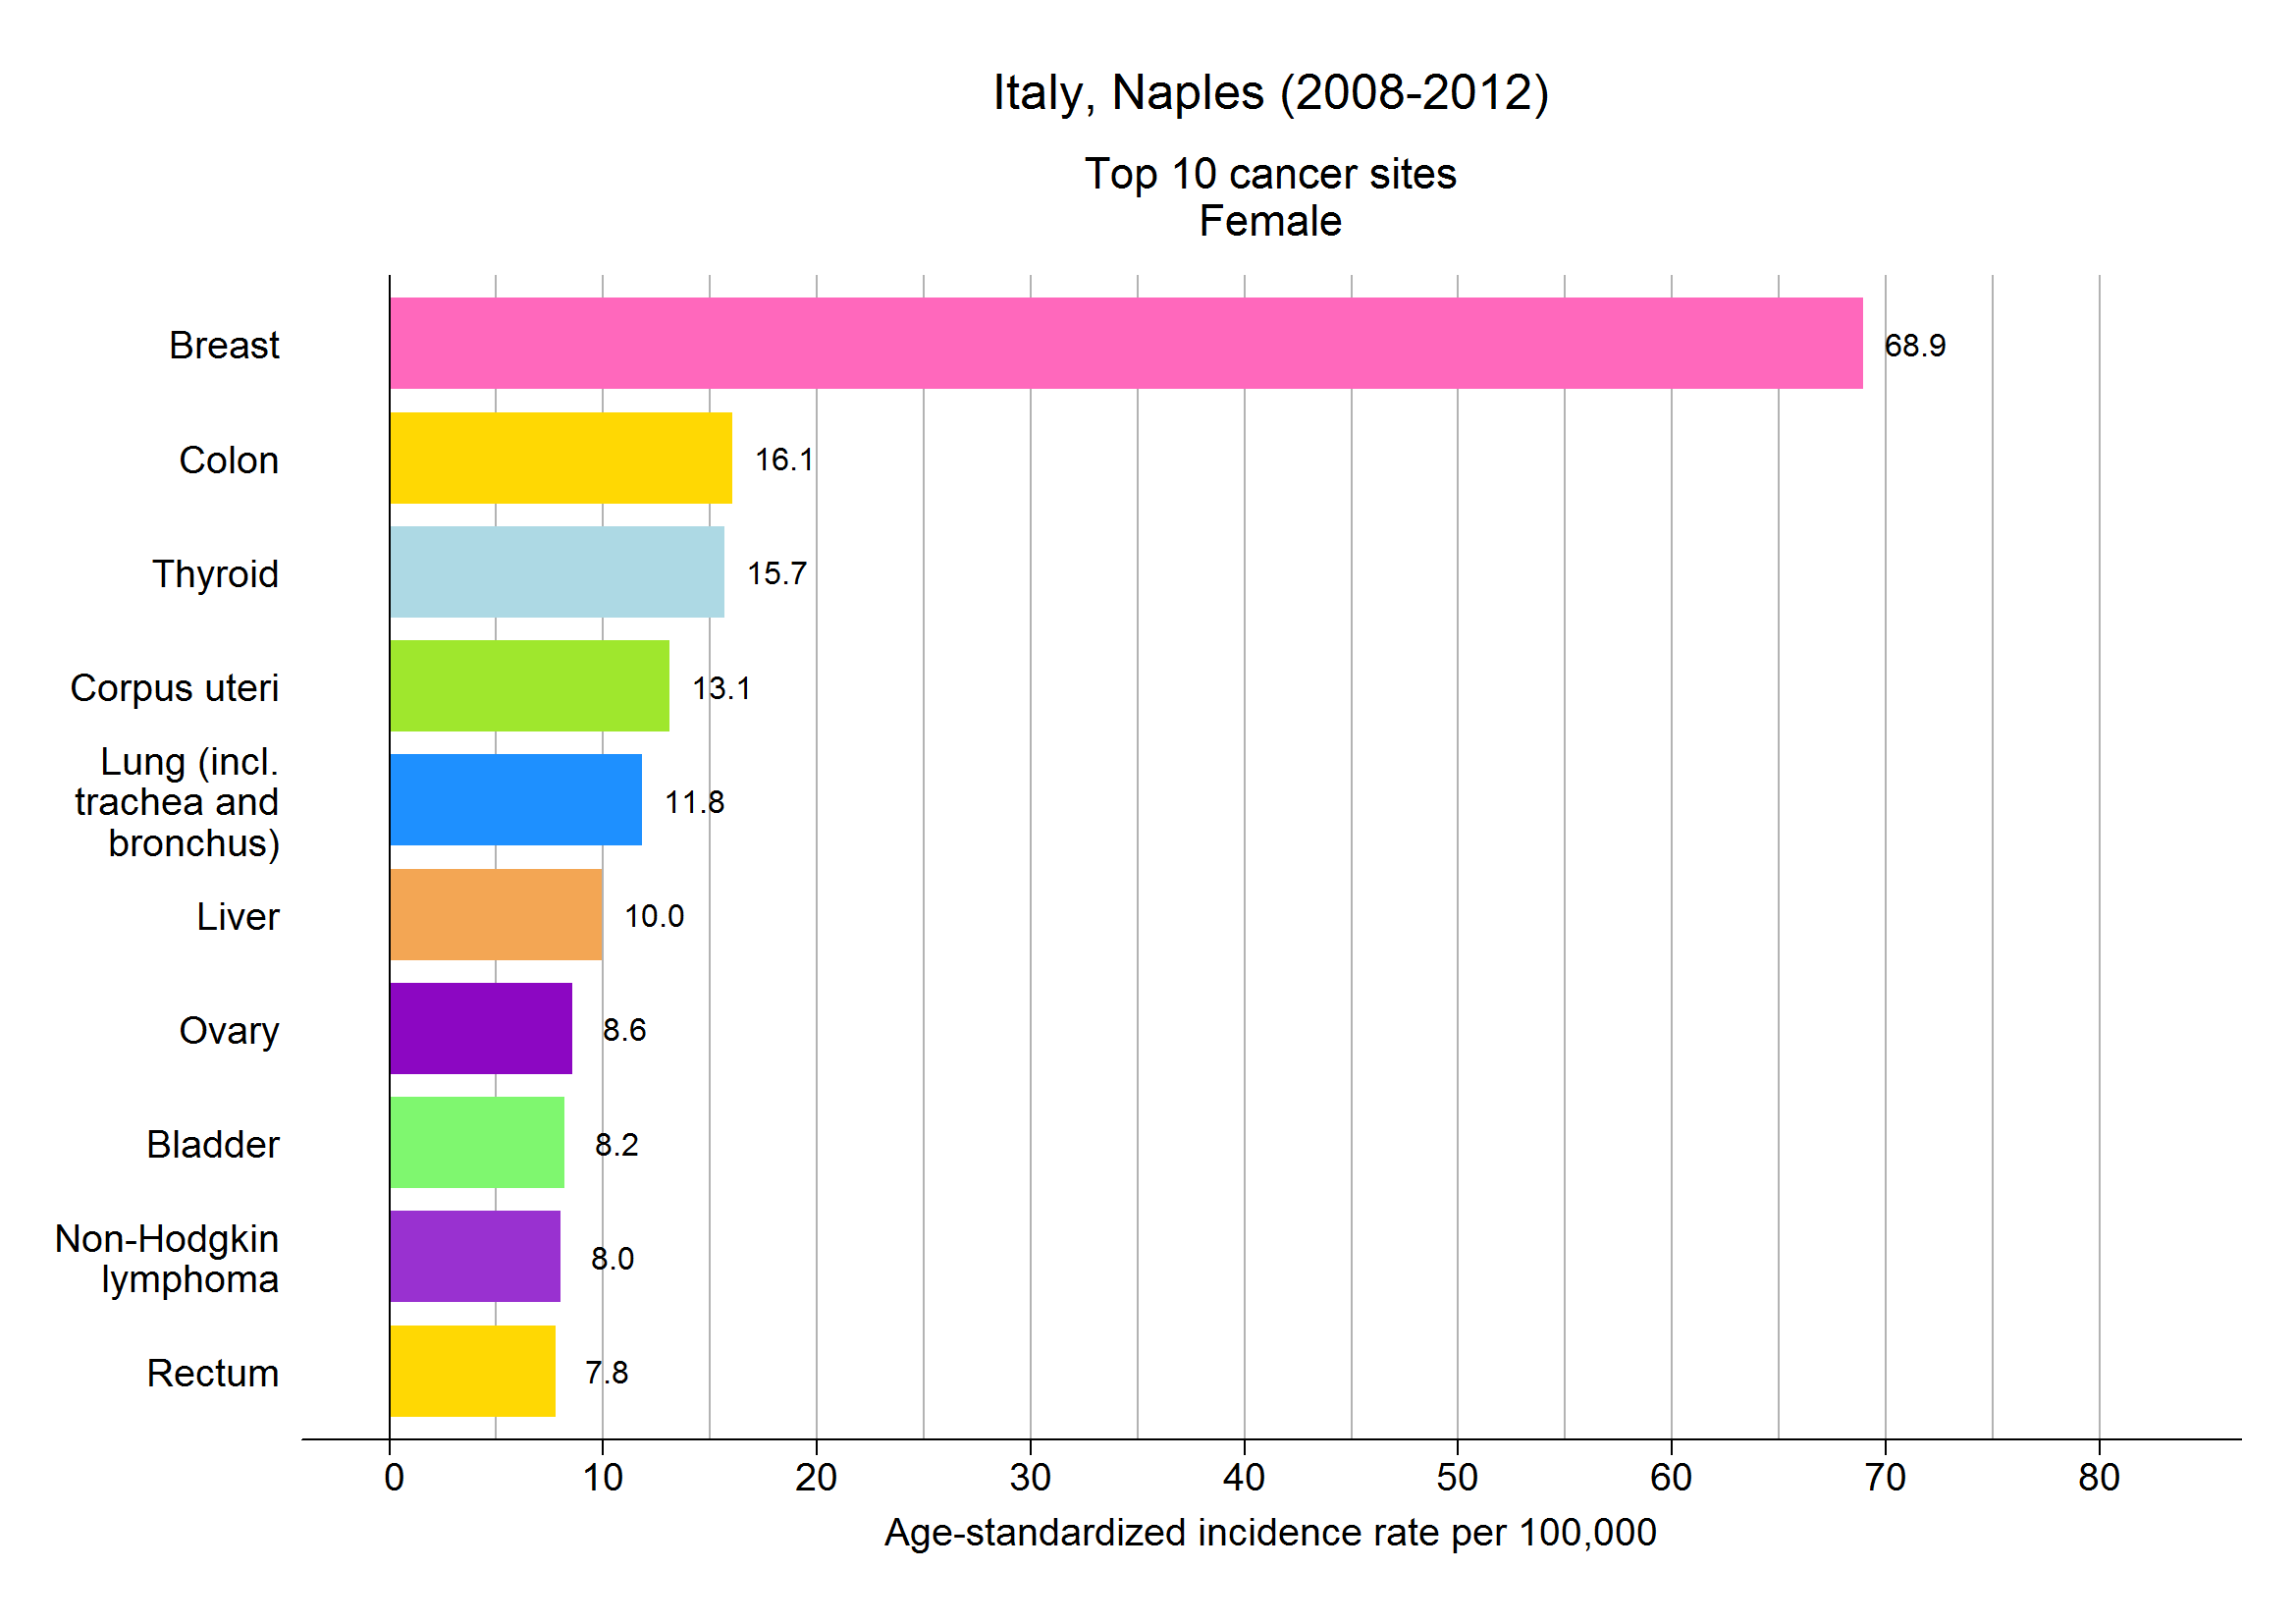 Italy, Naples (2008-2012)
Top 10 cancer sites
Female
Breast
68.9
Colon
16.1
Thyroid
15.7
Corpus uteri
13.1
Lung (incl.
trachea and
bronchus)
11.8
Liver
10.0
Ovary
8.6
Bladder
8.2
Non-Hodgkin
lymphoma
8.0
Rectum
7.8
0 10 20 30 40 50 60 70 80
Age-standardized incidence rate per 100,000